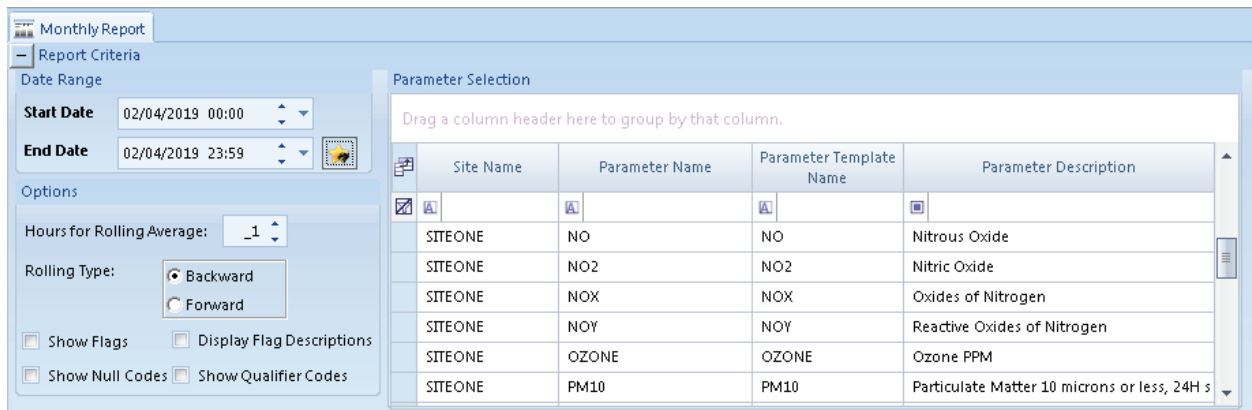 Monthly Report
Report Criteria
Date Range
Start Date 02/04/2019 00:00
End Date 02/04/2019 23:59
Options
Hours for Rolling Average: _1
Rolling Type:
Backward
Forward
Show Flags Display Flag Descriptions
Show Null Codes Show Qualifier Codes
Parameter Selection
Drag a column header here to group by that column.
Site Name Parameter Name Parameter Template Name Parameter Description
A A A
SITEONE NO NO Nitrous Oxide
SITEONE NO2 NO2 Nitric Oxide
SITEONE NOX NOX Oxides of Nitrogen
SITEONE NOY NOY Reactive Oxides of Nitrogen
SITEONE OZONE OZONE Ozone PPM
SITEONE PM10 PM10 Particulate Matter 10 microns or less, 24H s